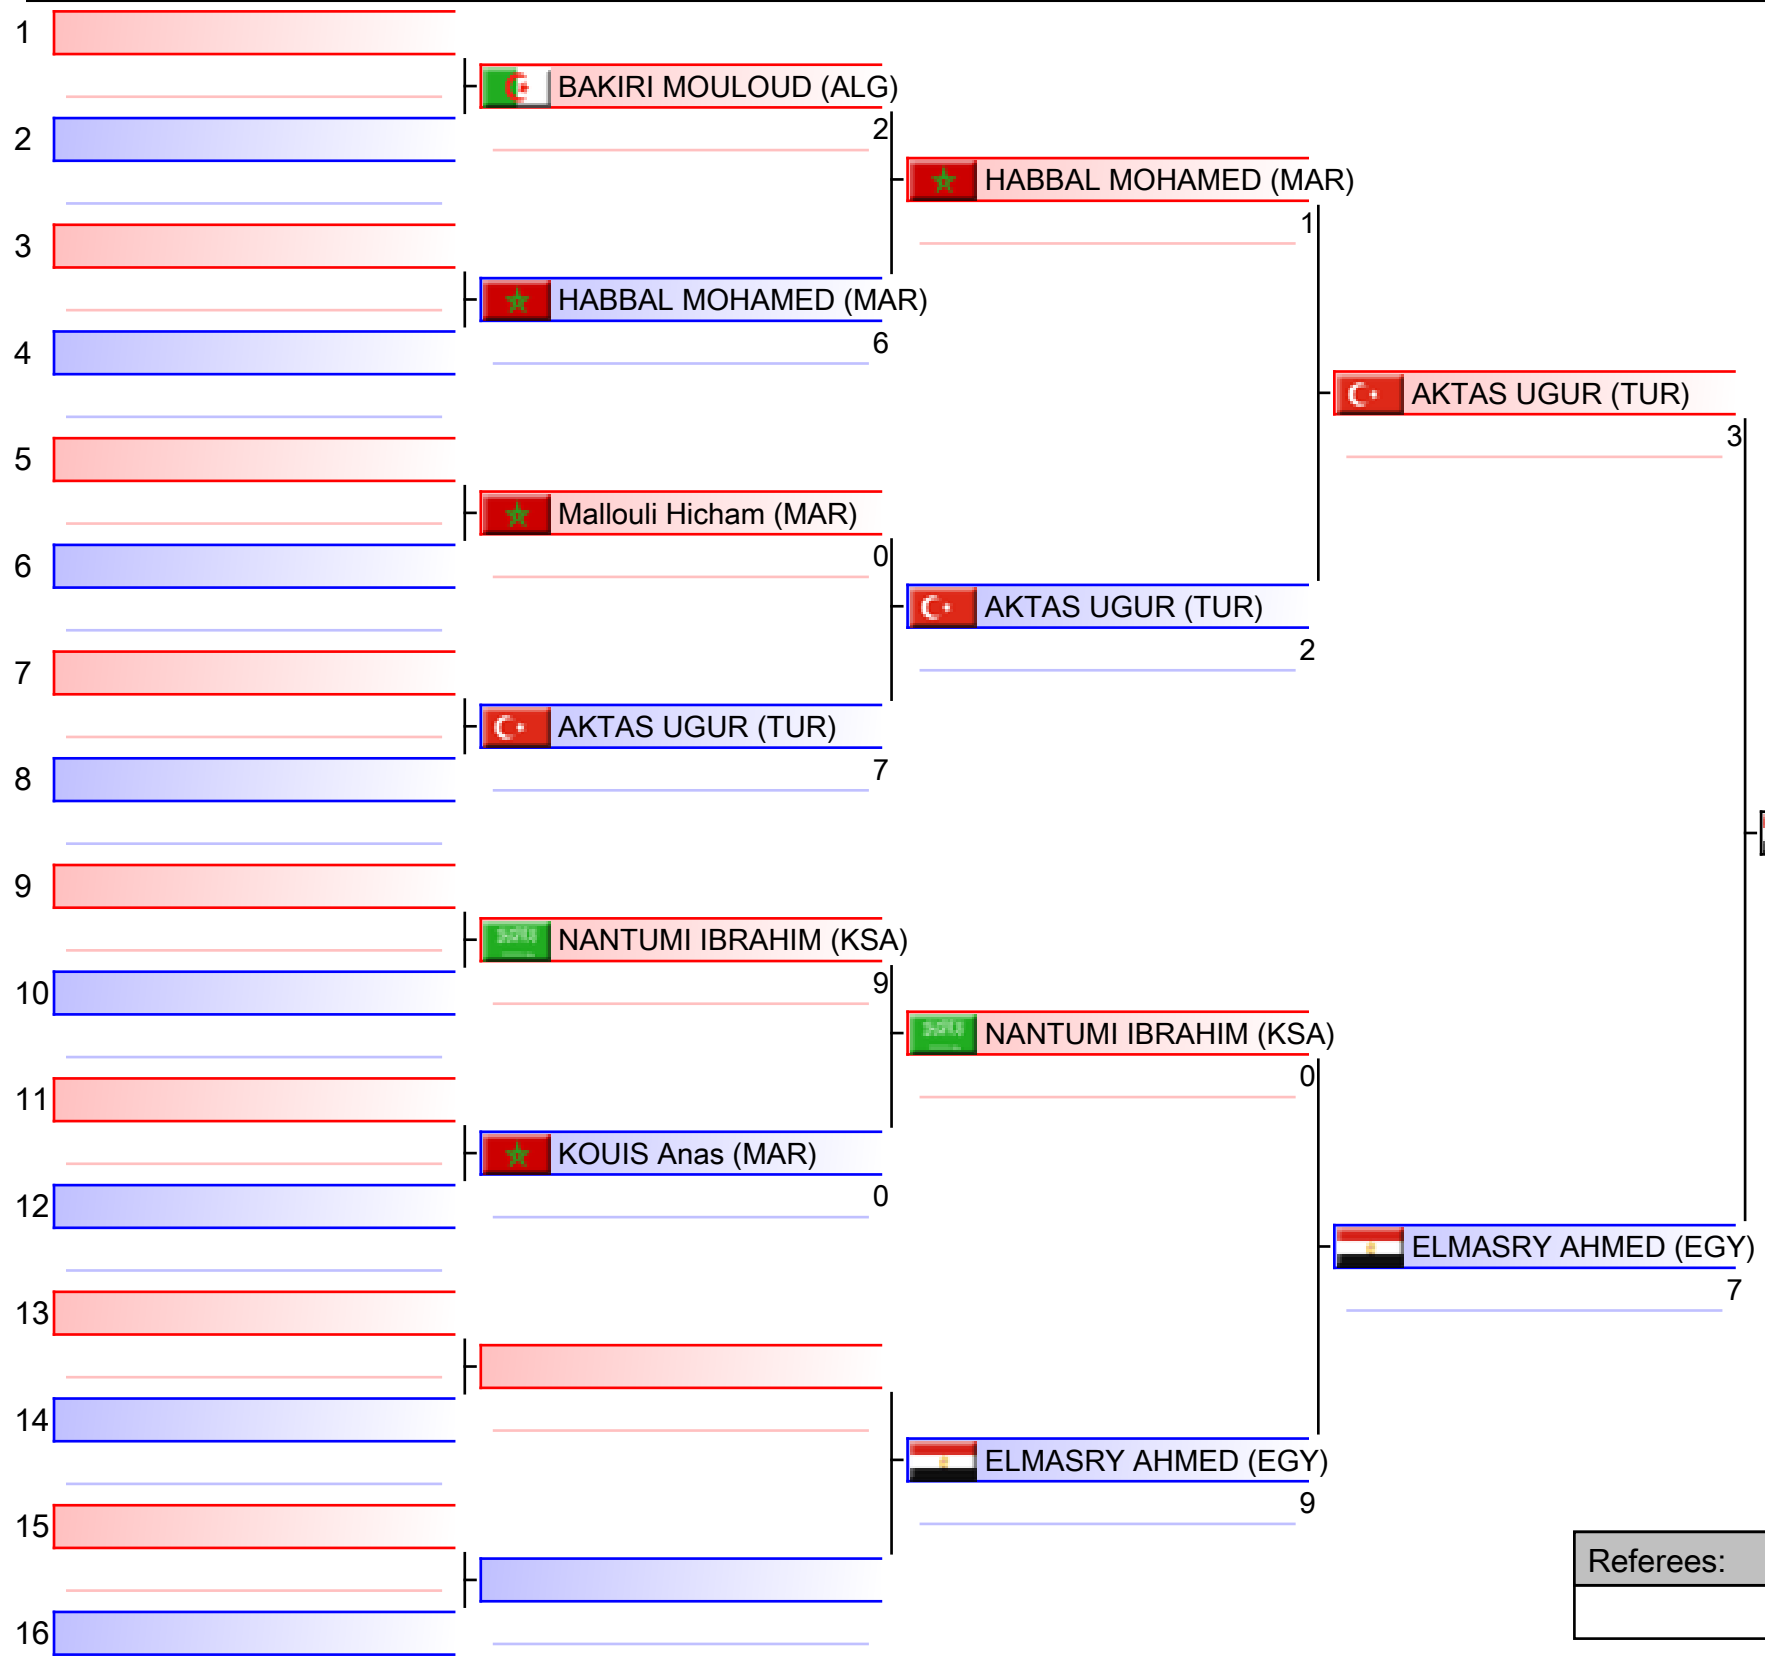 1
BAKIRI MOULOUD (ALG)
2
2
HABBAL MOHAMED (MAR)
1
3
HABBAL MOHAMED (MAR)
6
4
AKTAS UGUR (TUR)
3
5
Mallouli Hicham (MAR)
0
6
AKTAS UGUR (TUR)
2
7
AKTAS UGUR (TUR)
7
8
9
NANTUMI IBRAHIM (KSA)
9
10
NANTUMI IBRAHIM (KSA)
0
11
KOUIS Anas (MAR)
0
12
ELMASRY AHMED (EGY)
7
13
14
ELMASRY AHMED (EGY)
9
15
Referees:
16